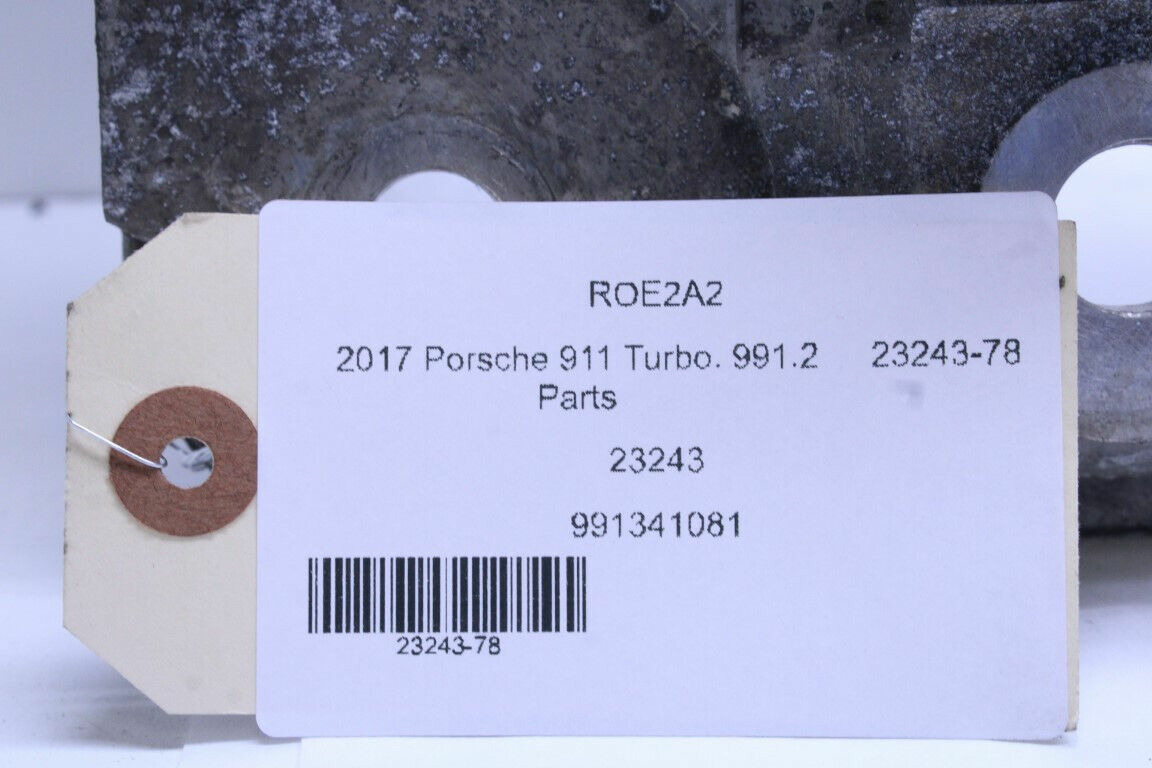 ROE2A2
2017 Porsche 911 Turbo. 991.2 23243-78
Parts
23243
991341081
23243-78